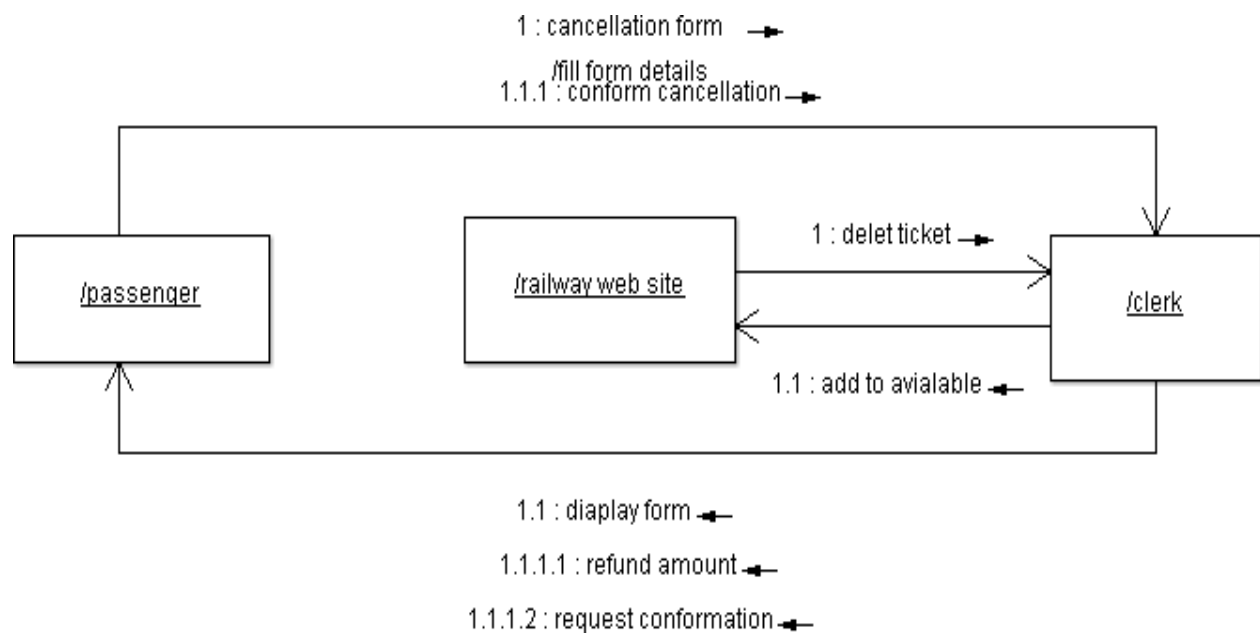 1 : cancellation form
/fill form details
1.1.1 : conform cancellation
/passenger
/railway web site
1 : delet ticket
/clerk
1.1 : add to avialable
1.1 : diaplay form
1.1.1.1 : refund amount
1.1.1.2 : request conformation